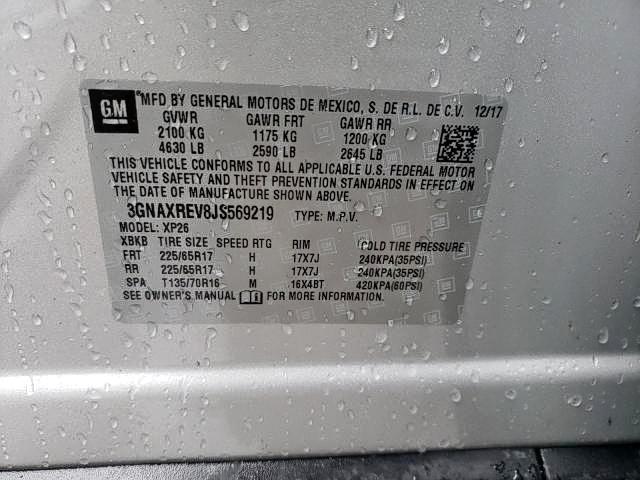 GM
MFD BY GENERAL MOTORS DE MEXICO, S. DE R.L. DE C.V. 12/17
GVWR GAWR FRT GAWR RR
2100 KG 1175 KG 1200 KG
4630 LB 2590 LB 2645 LB
THIS VEHICLE CONFORMS TO ALL APPLICABLE U.S. FEDERAL MOTOR
VEHICLE SAFETY AND THEFT PREVENTION STANDARDS IN EFFECT ON
THE DATE OF MANUFACTURE SHOWN ABOVE.
3GNAXREV8JS569219 TYPE: M.P.V.
MODEL: XP26
XBKB TIRE SIZE SPEED RTG RIM COLD TIRE PRESSURE
FRT 225/65R17 H 17X7J 240KPA(35PSI)
RR 225/65R17 H 17X7J 240KPA(35PSI)
SPA T135/70R16 M 16X4BT 420KPA(60PSI)
SEE OWNER'S MANUAL FOR MORE INFORMATION.